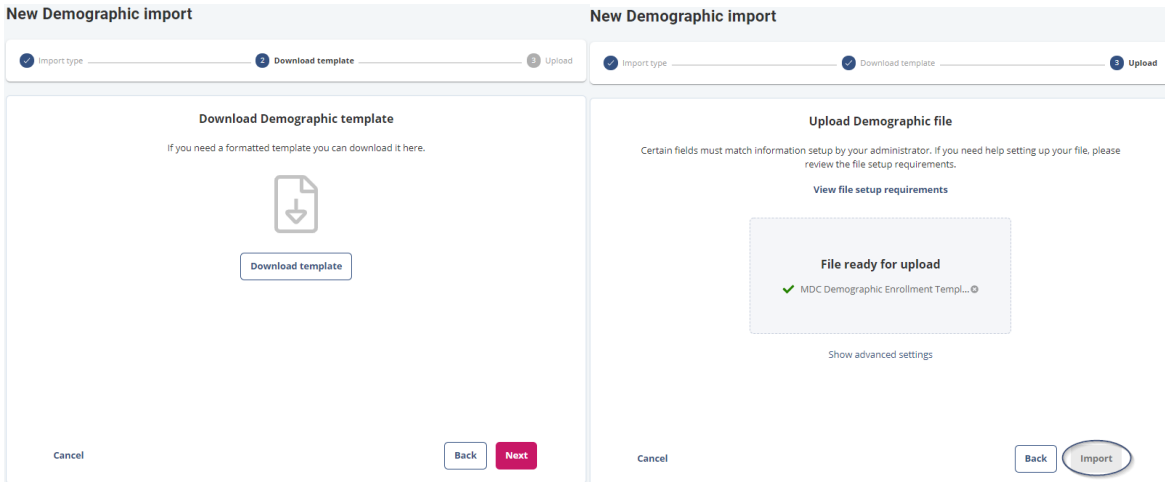 New Demographic import
Import type
2 Download template
3 Upload
Download Demographic template
If you need a formatted template you can download it here.
Download template
Cancel
Back
Next
New Demographic import
Import type
Download template
3 Upload
Upload Demographic file
Certain fields must match information setup by your administrator. If you need help setting up your file, please
review the file setup requirements.
View file setup requirements
File ready for upload
MDC Demographic Enrollment Templ...
Show advanced settings
Cancel
Back
Import